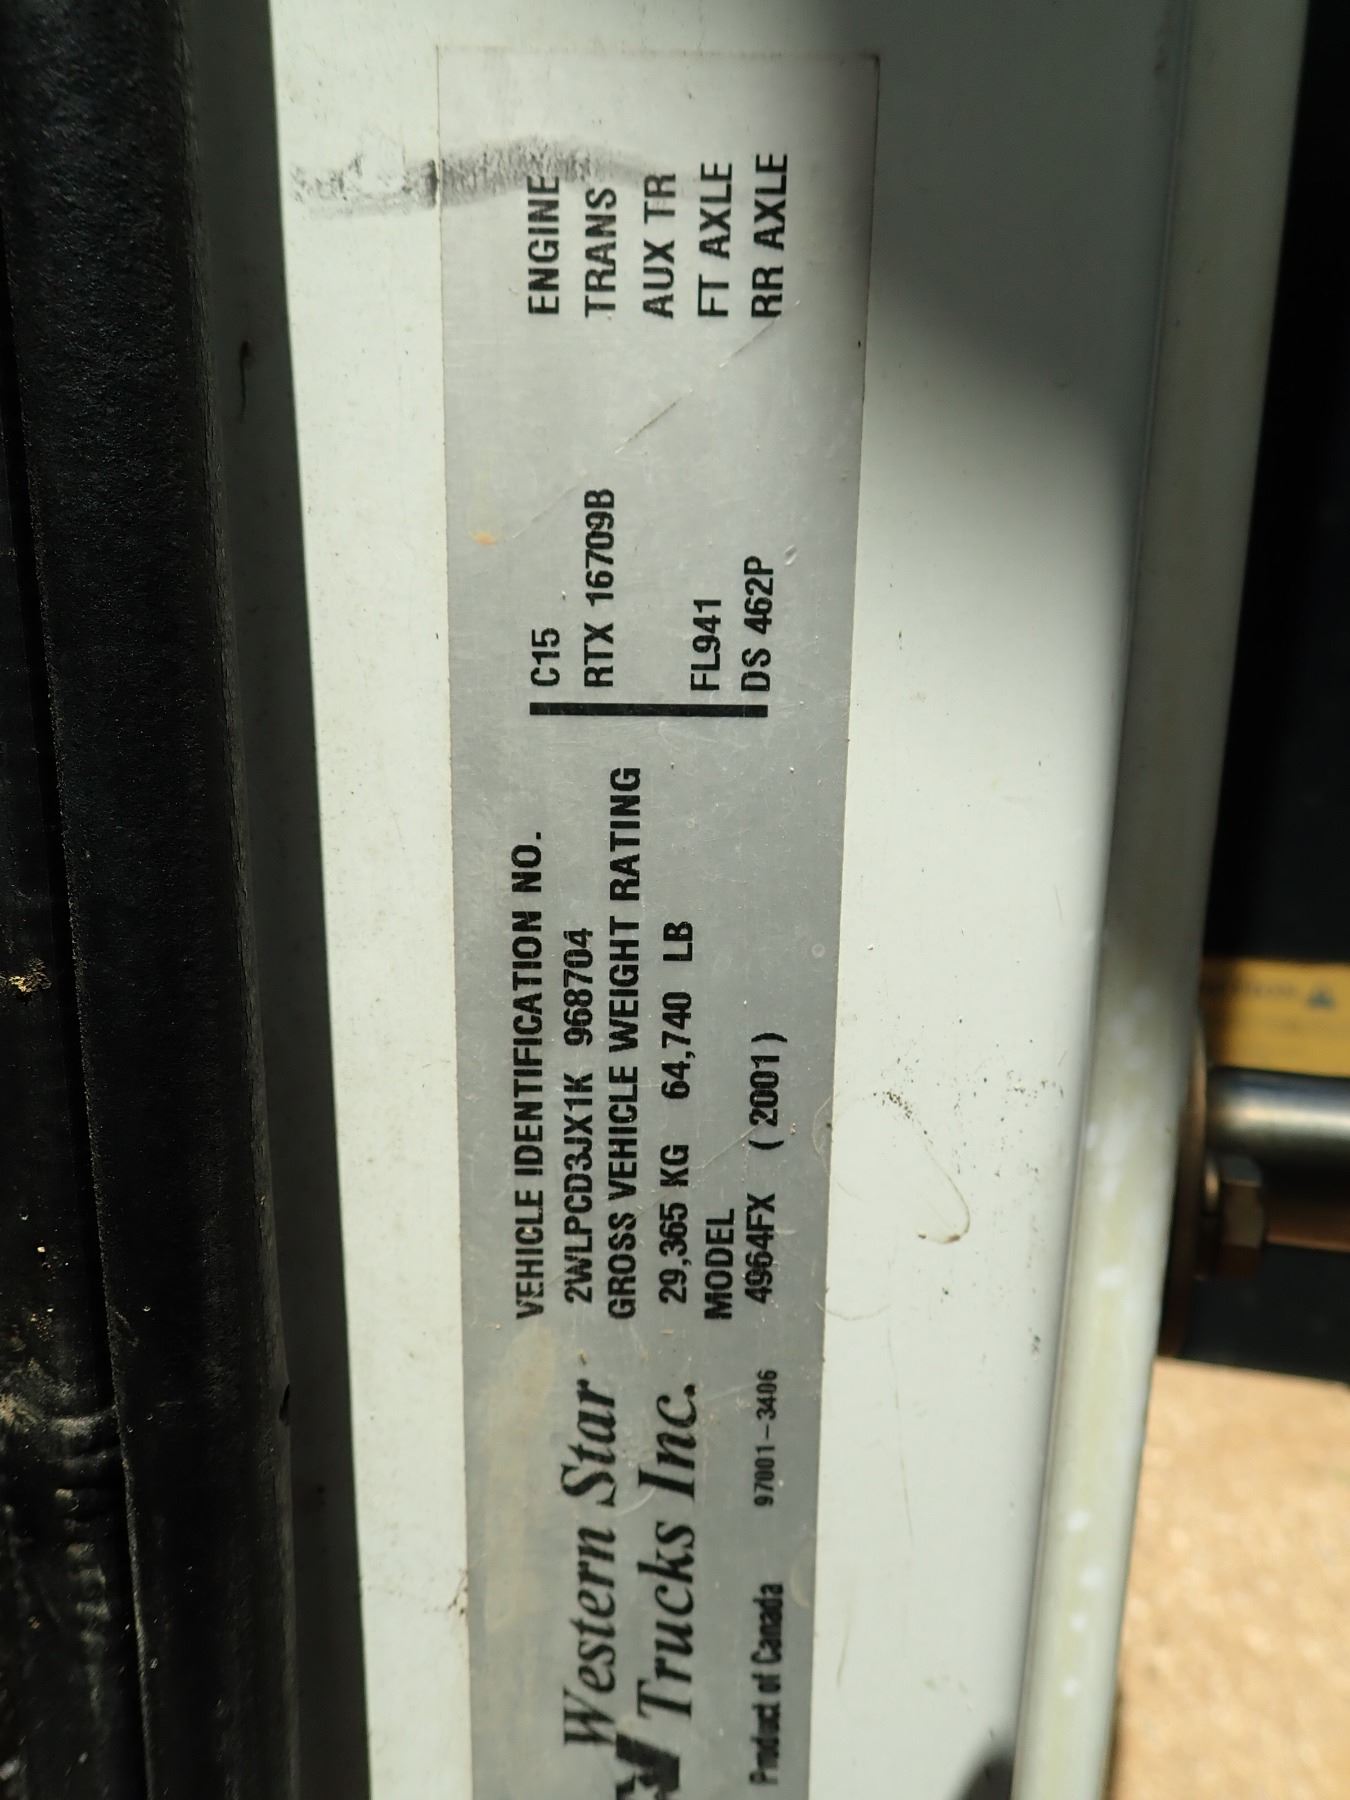 Western Star
Trucks Inc.
Product of Canada 97001-3406
VEHICLE IDENTIFICATION NO.
2WLPCD3JX1K 968704
GROSS VEHICLE WEIGHT RATING
29,365 KG 64,740 LB
MODEL
4964FX (2001)
C15 ENGINE
RTX 16709B TRANS
AUX TR
FL941 FT AXLE
DS 462P RR AXLE